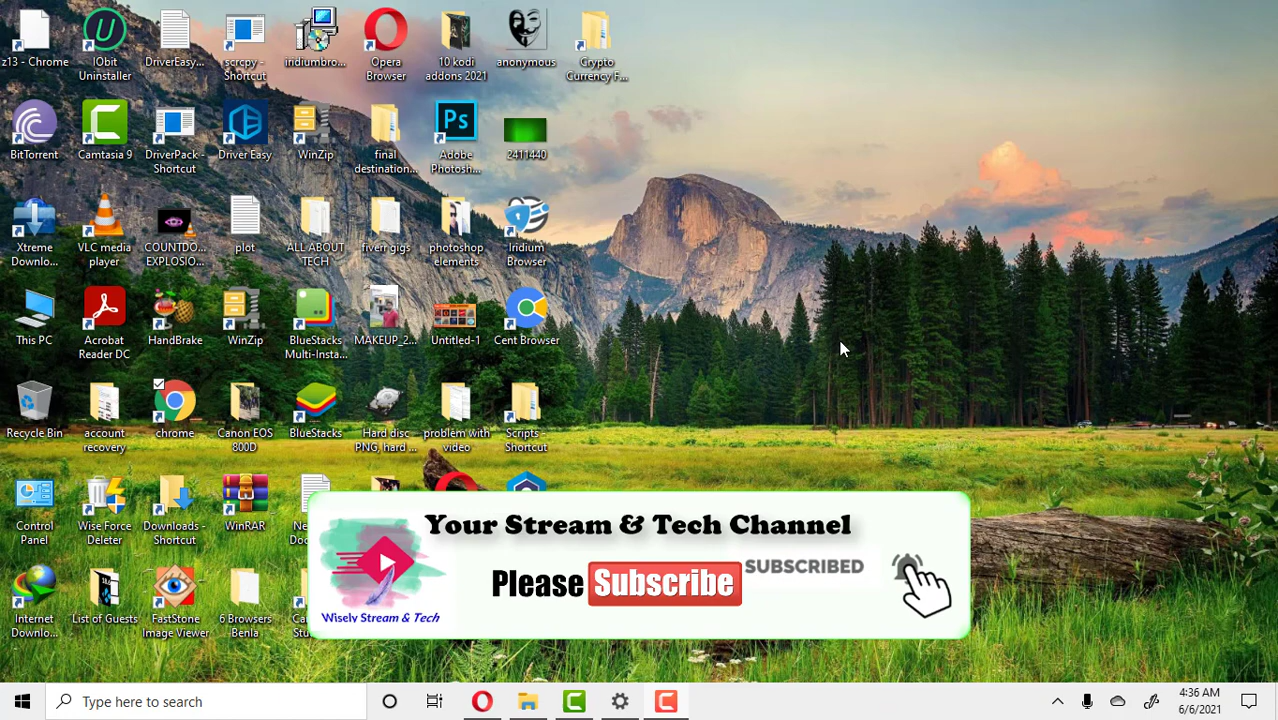 z13 - Chrome
IObit
Uninstaller
DriverEasy...
scrcpy -
Shortcut
iridiumbro...
Opera
Browser
10 kodi
addons 2021
anonymous
Crypto
Currency F...
BitTorrent
Camtasia 9
DriverPack -
Shortcut
Driver Easy
WinZip
final
destination...
Ps
Adobe
Photosh...
2411440
Xtreme
Downlo...
VLC media
player
COUNTDO...
EXPLOSIO...
plot
ALL ABOUT
TECH
fiverr gigs
photoshop
elements
Iridium
Browser
This PC
Acrobat
Reader DC
HandBrake
WinZip
BlueStacks
Multi-Insta...
MAKEUP_2...
Untitled-1
Cent Browser
Recycle Bin
account
recovery
chrome
Canon EOS
800D
BlueStacks
Hard disc
PNG, hard ...
problem with
video
Scripts -
Shortcut
Control
Panel
Wise Force
Deleter
Downloads -
Shortcut
WinRAR
Internet
Downlo...
List of Guests
FastStone
Image Viewer
6 Browsers
Benla
Your Stream & Tech Channel
Please Subscribe
SUBSCRIBED
Wisely Stream & Tech
Type here to search
4:36 AM
6/6/2021